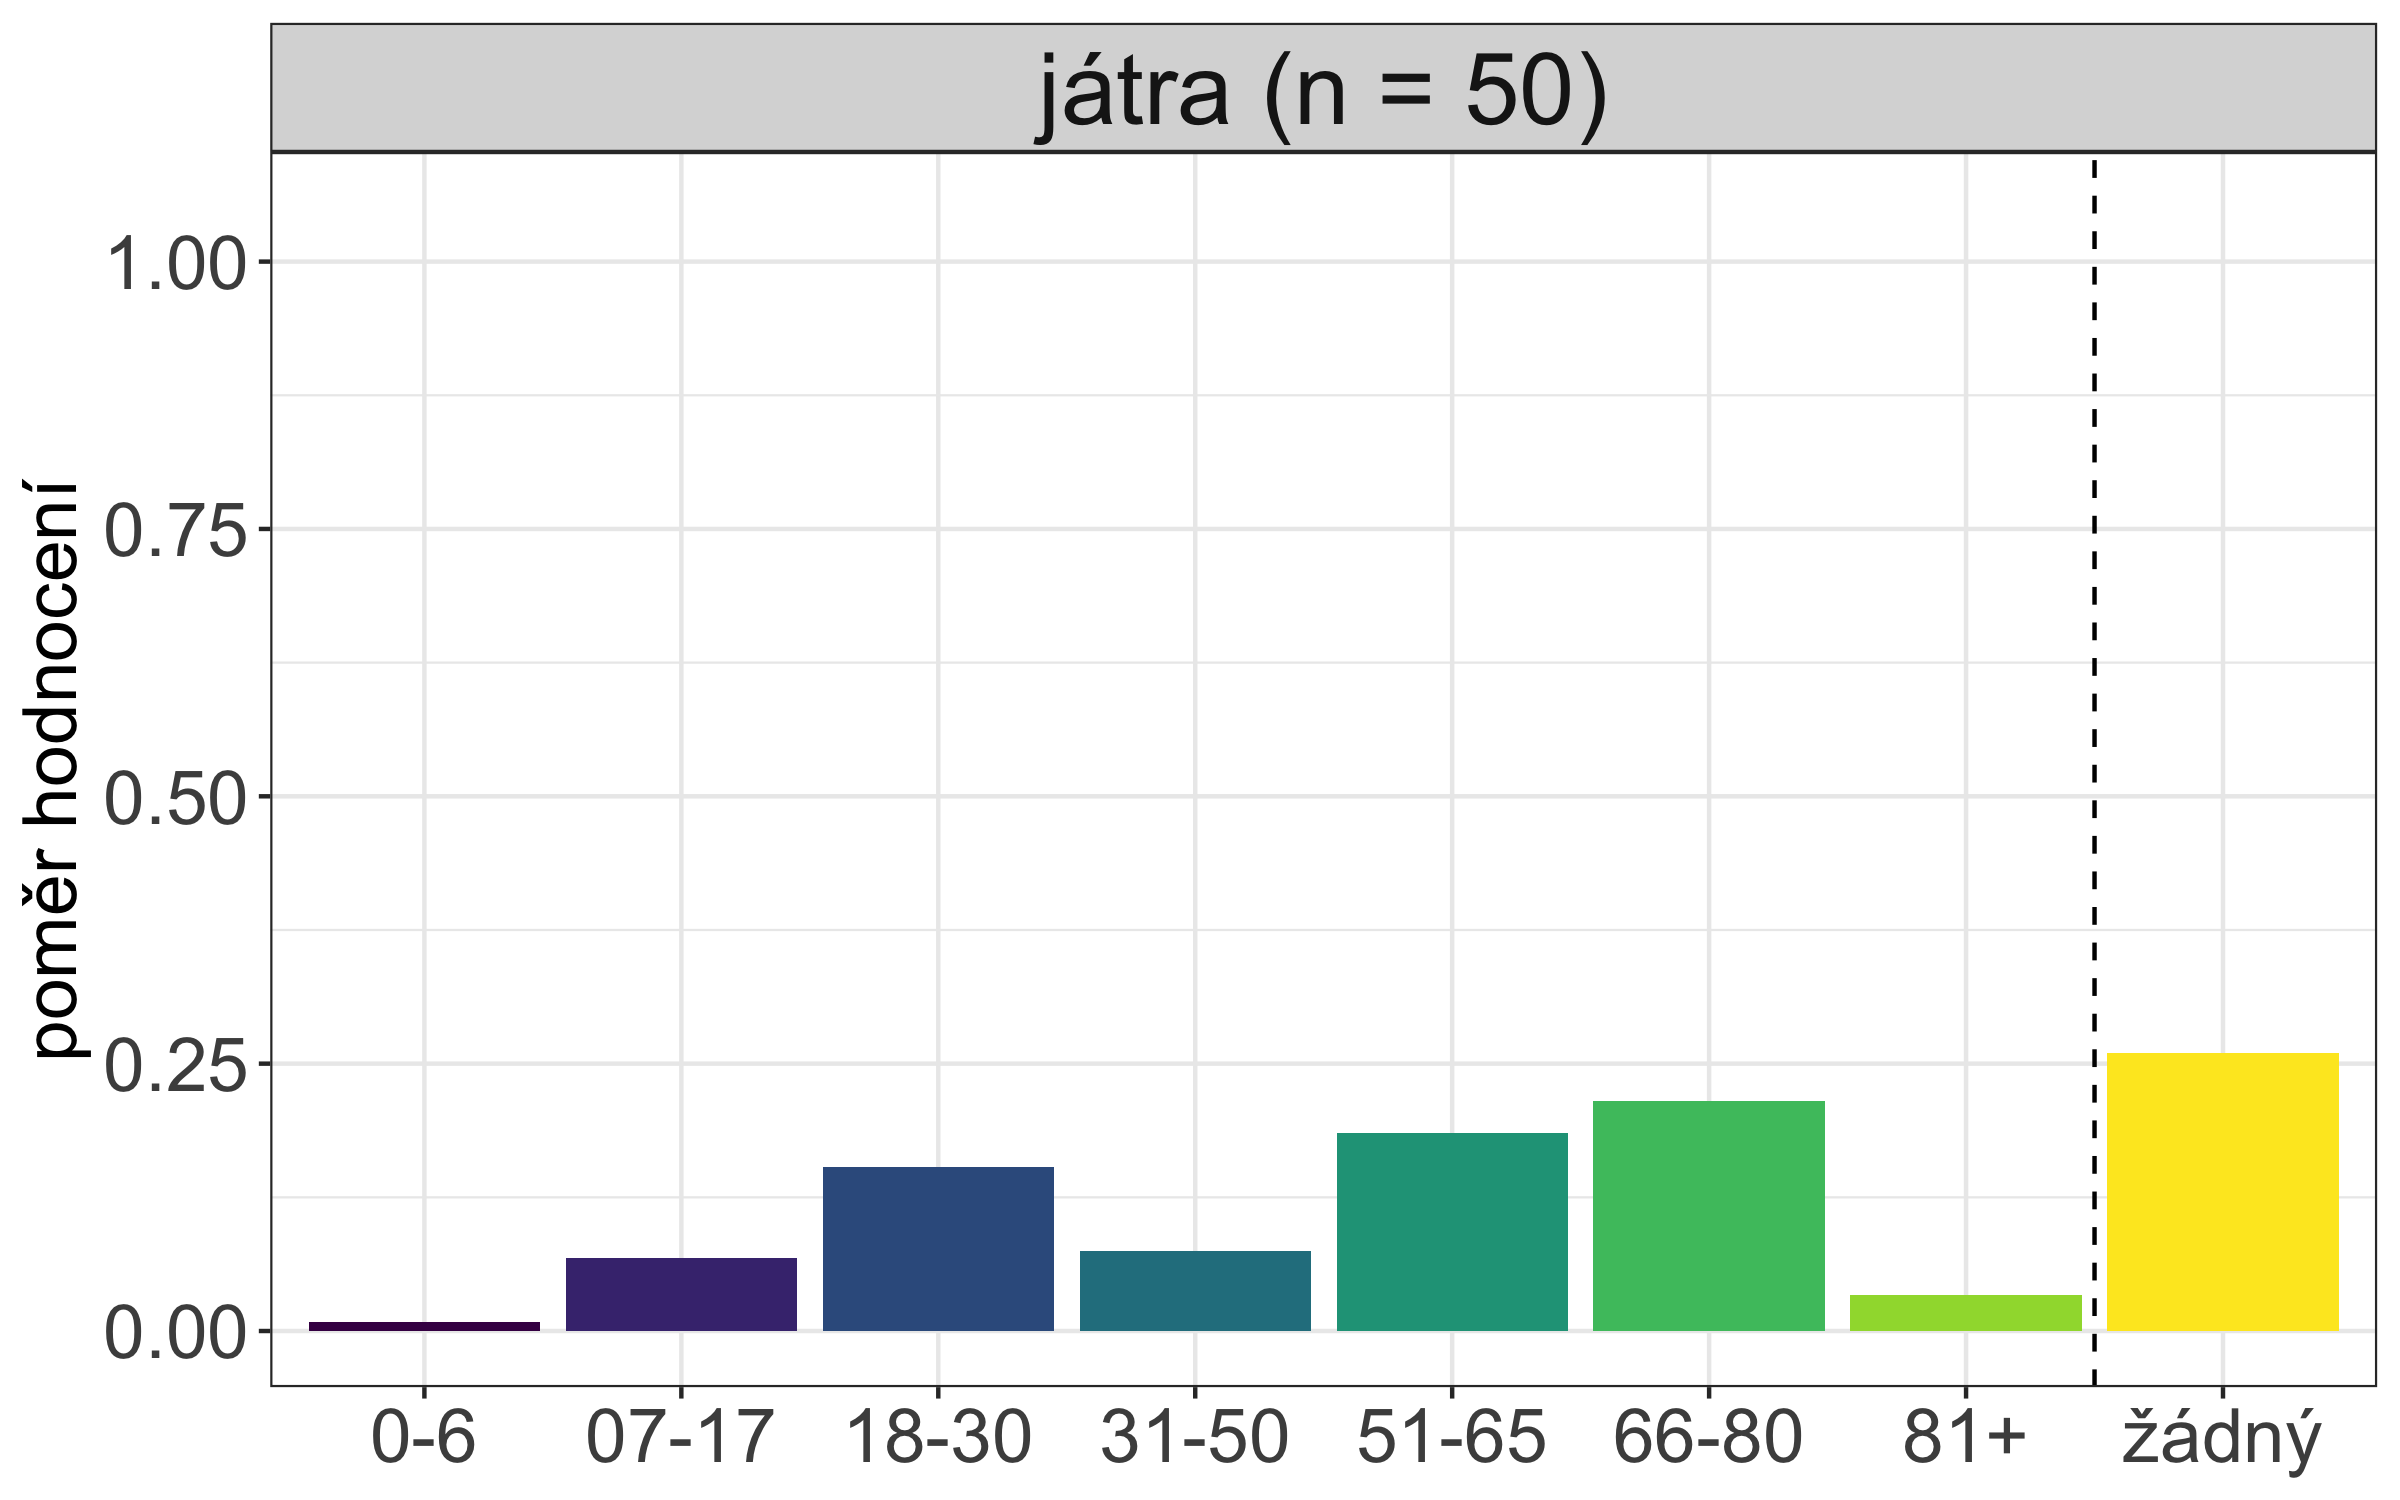 játra (n = 50)
poměr hodnocení
1.00
0.75
0.50
0.25
0.00
0-6 07-17 18-30 31-50 51-65 66-80 81+ žádný